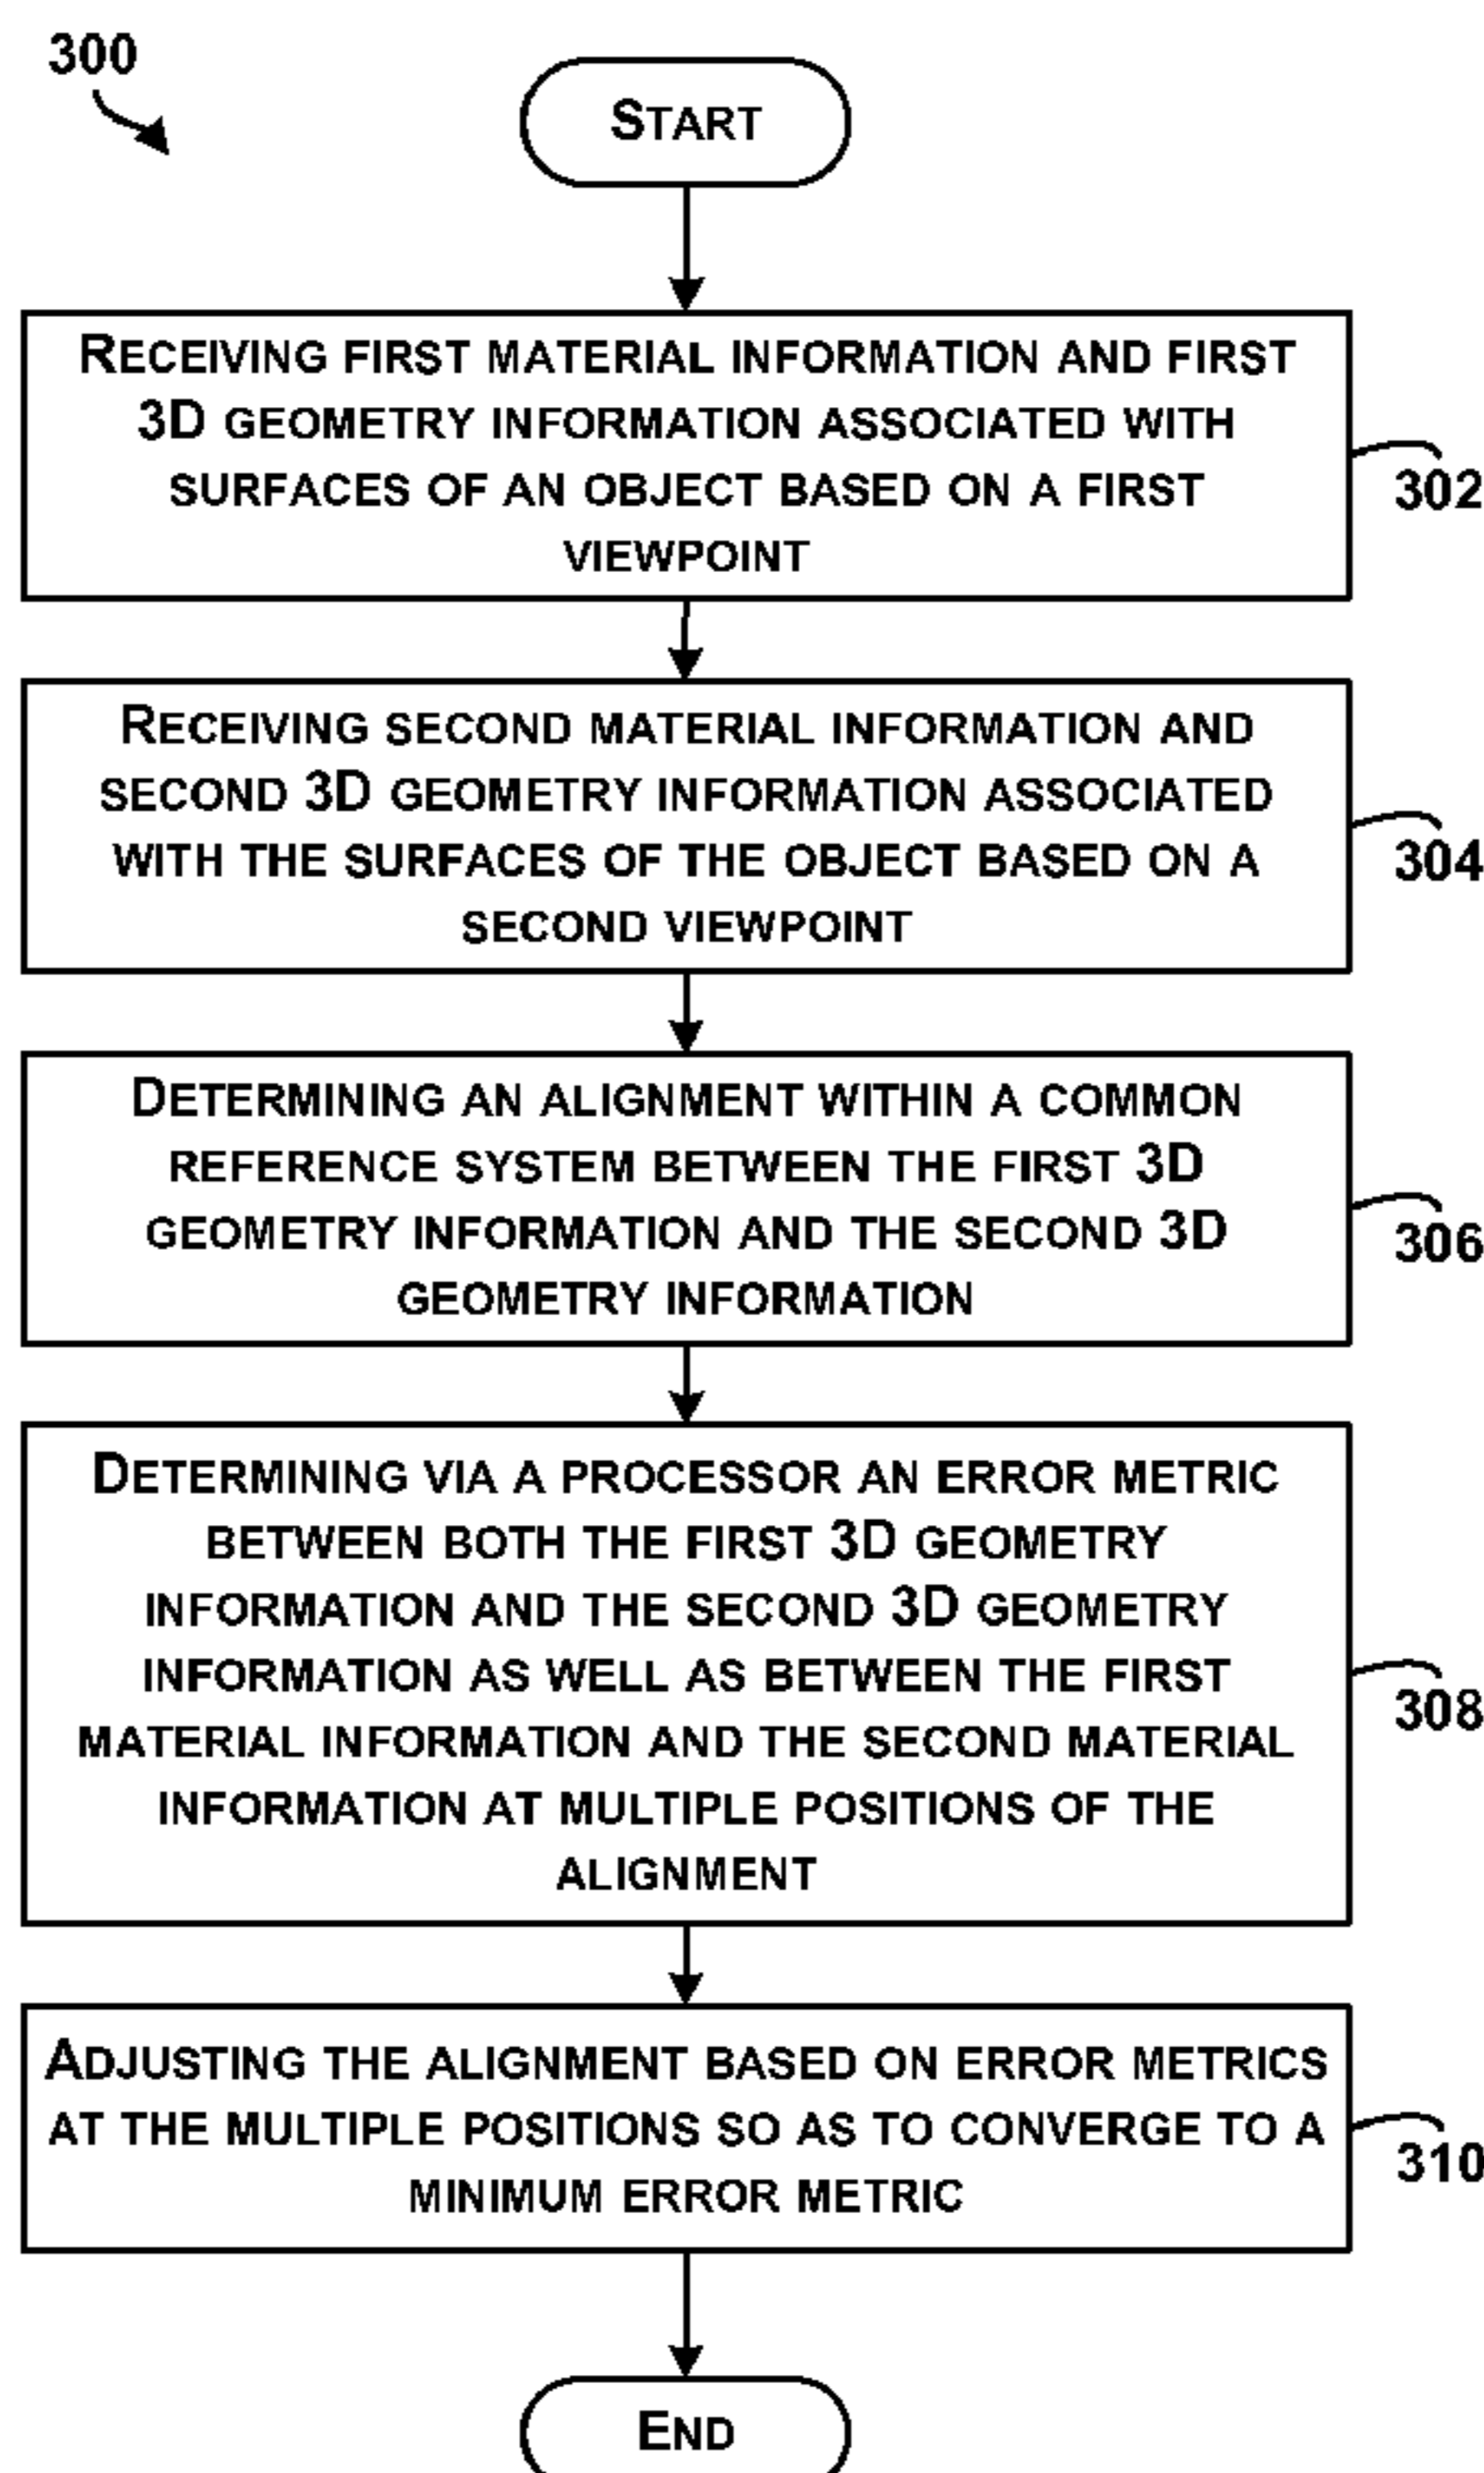 300
START
RECEIVING FIRST MATERIAL INFORMATION AND FIRST
3D GEOMETRY INFORMATION ASSOCIATED WITH
SURFACES OF AN OBJECT BASED ON A FIRST
VIEWPOINT
302
RECEIVING SECOND MATERIAL INFORMATION AND
SECOND 3D GEOMETRY INFORMATION ASSOCIATED
WITH THE SURFACES OF THE OBJECT BASED ON A
SECOND VIEWPOINT
304
DETERMINING AN ALIGNMENT WITHIN A COMMON
REFERENCE SYSTEM BETWEEN THE FIRST 3D
GEOMETRY INFORMATION AND THE SECOND 3D
GEOMETRY INFORMATION
306
DETERMINING VIA A PROCESSOR AN ERROR METRIC
BETWEEN BOTH THE FIRST 3D GEOMETRY
INFORMATION AND THE SECOND 3D GEOMETRY
INFORMATION AS WELL AS BETWEEN THE FIRST
MATERIAL INFORMATION AND THE SECOND MATERIAL
INFORMATION AT MULTIPLE POSITIONS OF THE
ALIGNMENT
308
ADJUSTING THE ALIGNMENT BASED ON ERROR METRICS
AT THE MULTIPLE POSITIONS SO AS TO CONVERGE TO A
MINIMUM ERROR METRIC
310
END